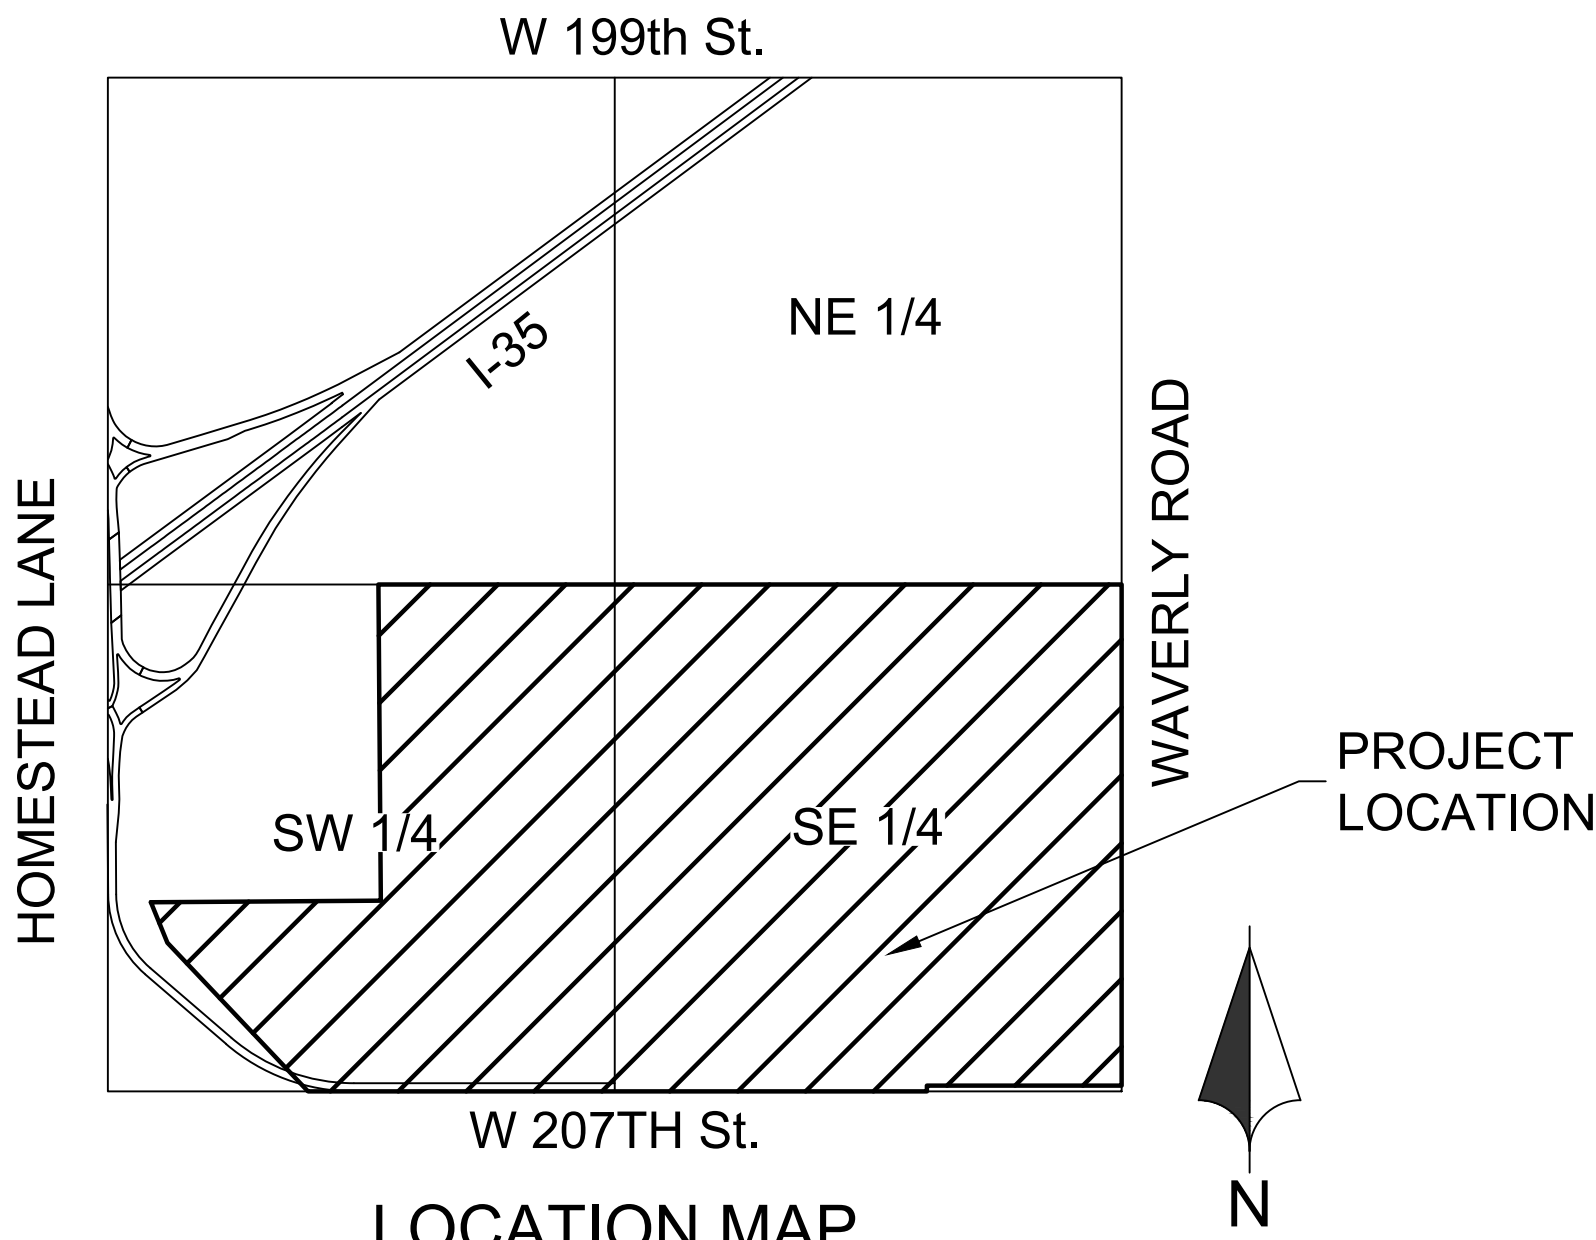 W 199th St.
NE 1/4
I-35
HOMESTEAD LANE
WAVERLY ROAD
PROJECT
LOCATION
SW 1/4
SE 1/4
W 207TH St.
N
LOCATION MAP